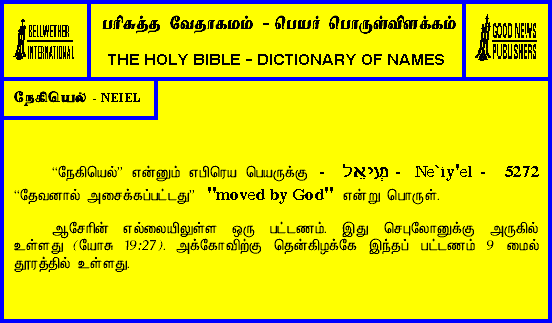 BELLWETHER
INTERNATIONAL
பரிசுத்த வேதாகமம் - பெயர் பொருள்விளக்கம்
THE HOLY BIBLE - DICTIONARY OF NAMES
GOOD NEWS
PUBLISHERS
நேகியெல் - NEIEL
“நேகியெல்” என்னும் எபிரெய பெயருக்கு - נְעִיאֵל - Ne`iy'el - 5272
“தேவனால் அசைக்கப்பட்டது” "moved by God" என்று பொருள்.
ஆசேரின் எல்லையிலுள்ள ஒரு பட்டணம். இது செபுலோனுக்கு அருகில்
உள்ளது (யோசு 19:27). அக்கோவிற்கு தென்கிழக்கே இந்தப் பட்டணம் 9 மைல்
தூரத்தில் உள்ளது.